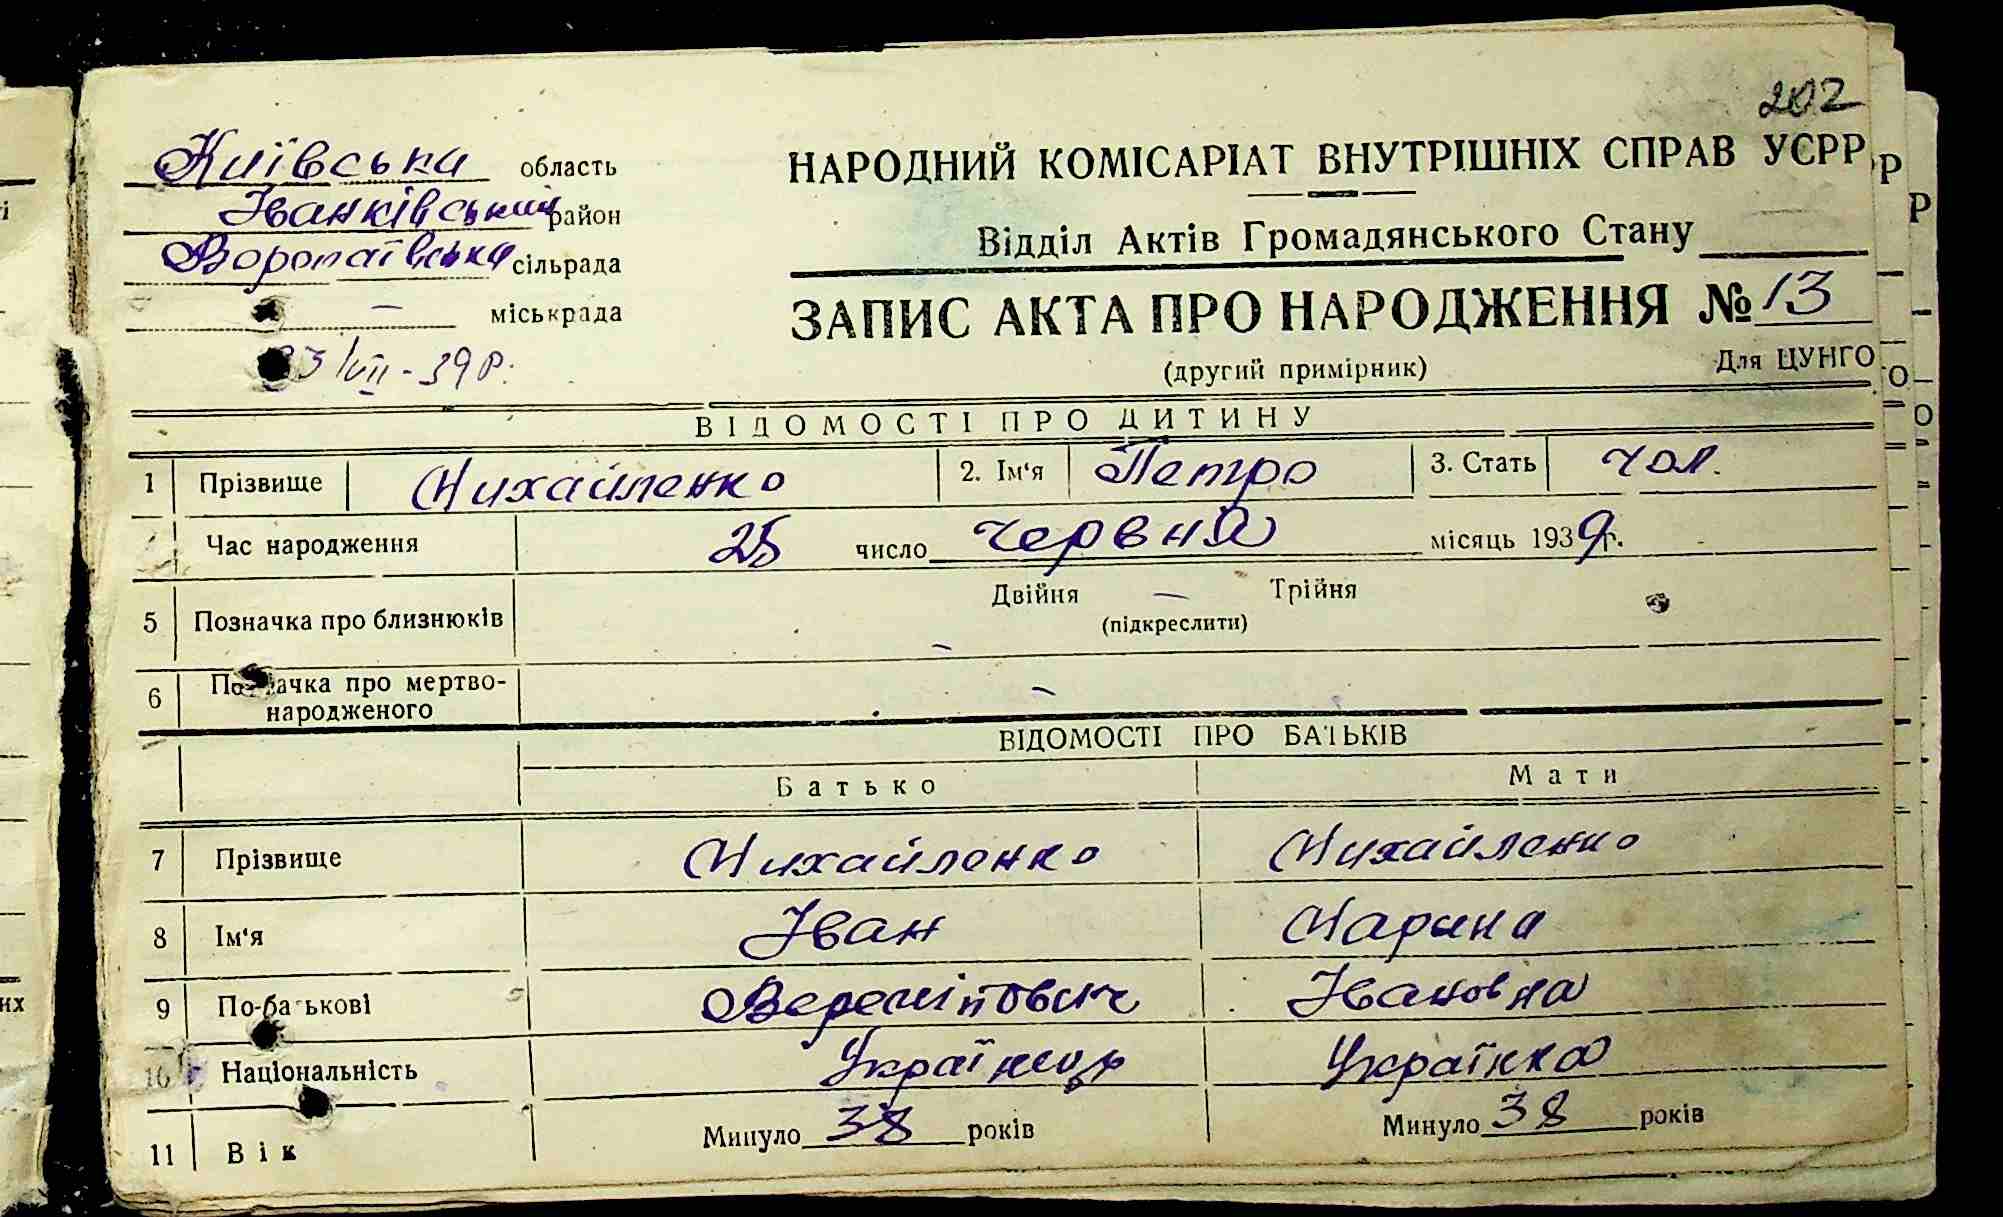 202
Київська область
Іванківський район
Воропаївська сільрада
— міськрада
23/VII - 39 р.
НАРОДНИЙ КОМІСАРІАТ ВНУТРІШНІХ СПРАВ УСРР
Відділ Актів Громадянського Стану
ЗАПИС АКТА ПРО НАРОДЖЕННЯ № 13
(другий примірник) Для ЦУНГО
ВІДОМОСТІ ПРО ДИТИНУ
1 Прізвище Михайленко 2. Ім'я Петро 3. Стать чол.
Час народження 25 число червня місяць 1939 р.
5 Позначка про близнюків Двійня — Трійня
(підкреслити)
—
6 Позначка про мертво-
народженого —
ВІДОМОСТІ ПРО БАТЬКІВ
Батько Мати
7 Прізвище Михайленко Михайленко
8 Ім'я Іван Марина
9 По-батькові Івановна
10 Національність Українець Українка
11 Вік Минуло 38 років Минуло 38 років